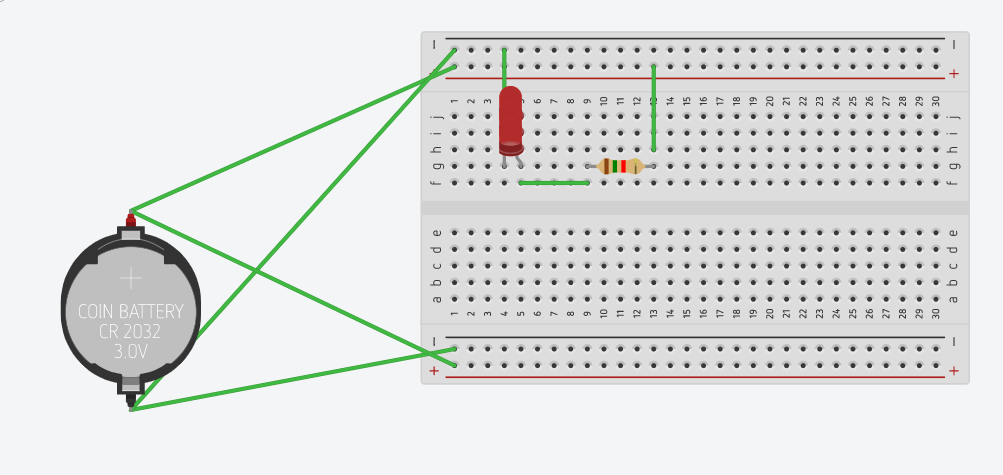 − −
+ +
1 2 3 4 5 6 7 8 9 10 11 12 13 14 15 16 17 18 19 20 21 22 23 24 25 26 27 28 29 30
j j
i i
h h
g g
f f
e e
d d
c c
b b
a a
1 2 3 4 5 6 7 8 9 10 11 12 13 14 15 16 17 18 19 20 21 22 23 24 25 26 27 28 29 30
− −
+ +
COIN BATTERY
CR 2032
3.0V